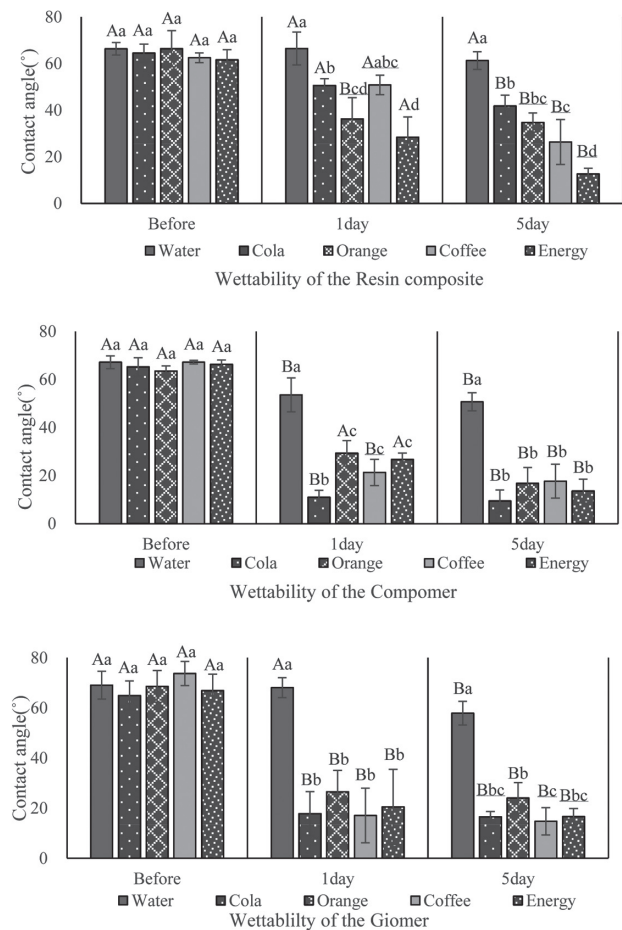 80
60
40
20
0
Contact angle(°)
Aa Aa Aa Aa Aa
Aa Ab Bcd Aabc Ad
Aa Bb Bbc Bc Bd
Before 1day 5day
Water Cola Orange Coffee Energy
Wettability of the Resin composite
80
60
40
20
0
Contact angle(°)
Aa Aa Aa Aa Aa
Ba Bb Ac Bc Ac
Ba Bb Bb Bb Bb
Before 1day 5day
Water Cola Orange Coffee Energy
Wettability of the Compomer
80
60
40
20
0
Contact angle(°)
Aa Aa Aa Aa Aa
Aa Bb Bb Bb Bb
Ba Bbc Bb Bc Bbc
Before 1day 5day
Water Cola Orange Coffee Energy
Wettablilty of the Giomer